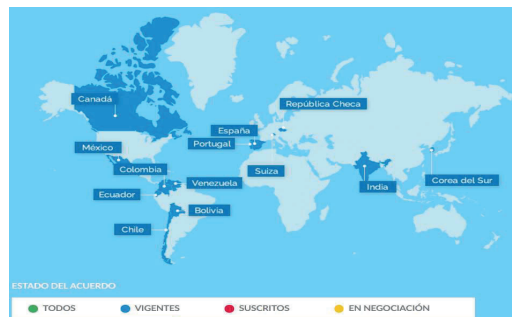 Canadá
República Checa
España
México
Portugal
Colombia
Suiza
Venezuela
Ecuador
India
Corea del Sur
Bolivia
Chile
ESTADO DEL ACUERDO
TODOS VIGENTES SUSCRITOS EN NEGOCIACIÓN